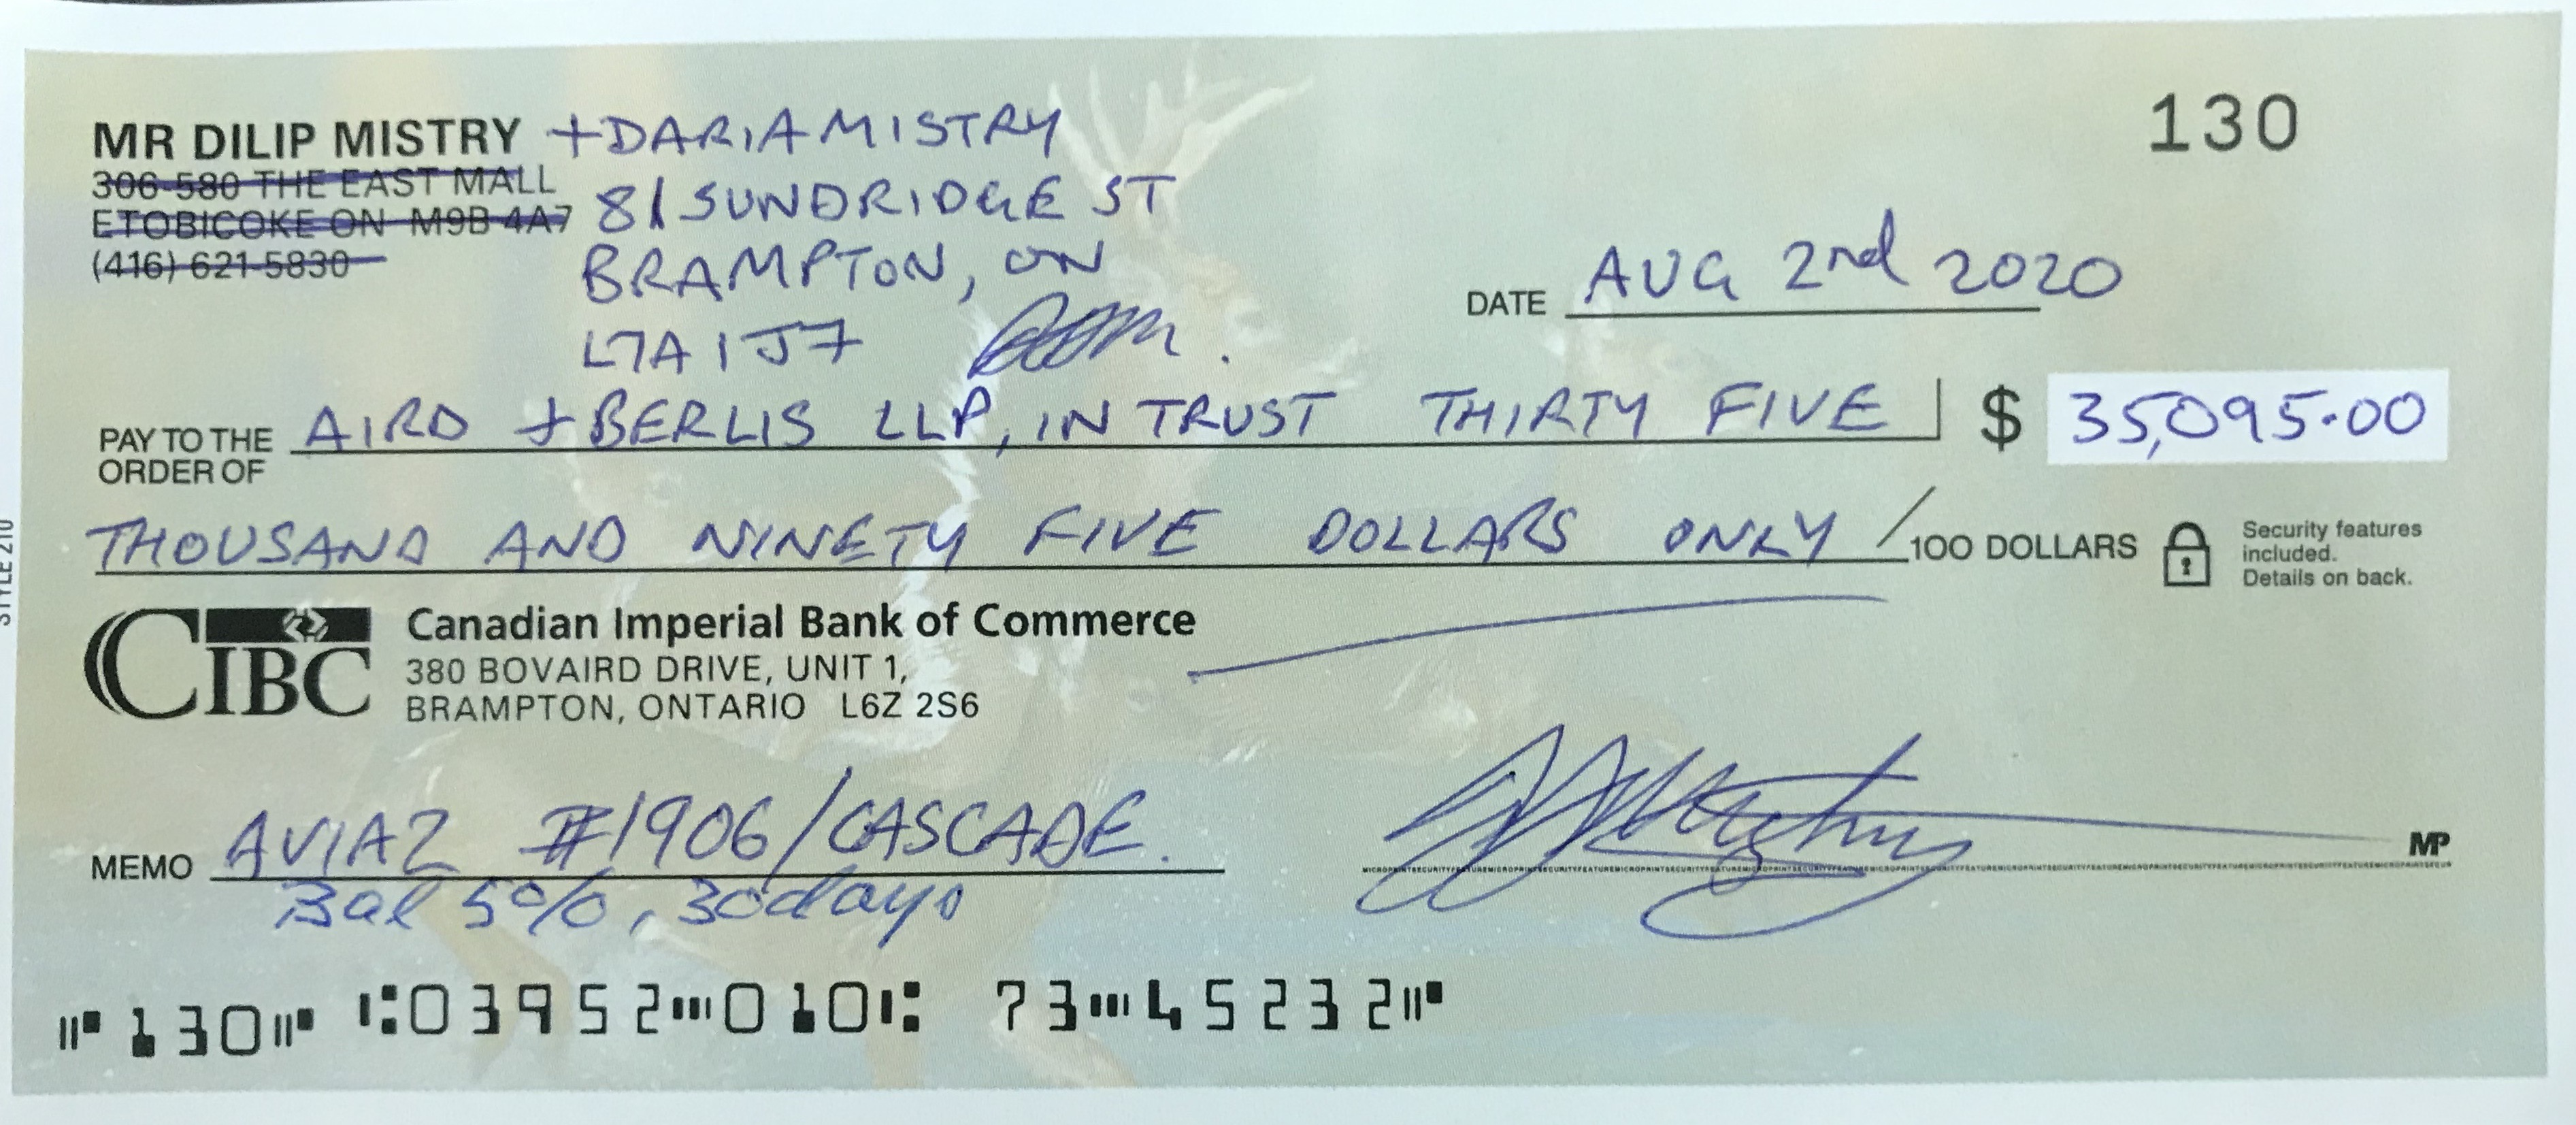 130
MR DILIP MISTRY + DARIA MISTRY
306-580 THE EAST MALL
81 SUNDRIDGE ST
ETOBICOKE ON M9B 4A7
BRAMPTON, ON
(416) 621-5830
L7A 1J7
DATE AUG 2nd 2020
PAY TO THE ORDER OF AIRD + BERLIS LLP, IN TRUST THIRTY FIVE $ 35,095.00
THOUSAND AND NINETY FIVE DOLLARS ONLY /100 DOLLARS
Security features
included.
Details on back.
CIBC
Canadian Imperial Bank of Commerce
380 BOVAIRD DRIVE, UNIT 1,
BRAMPTON, ONTARIO L6Z 2S6
MEMO AVIA2 #1906/CASCADE.
Bal 5%, 30days
MP
⑈130⑈ ⑆03952⑉010⑆ 73⑉45232⑈
STYLE 210